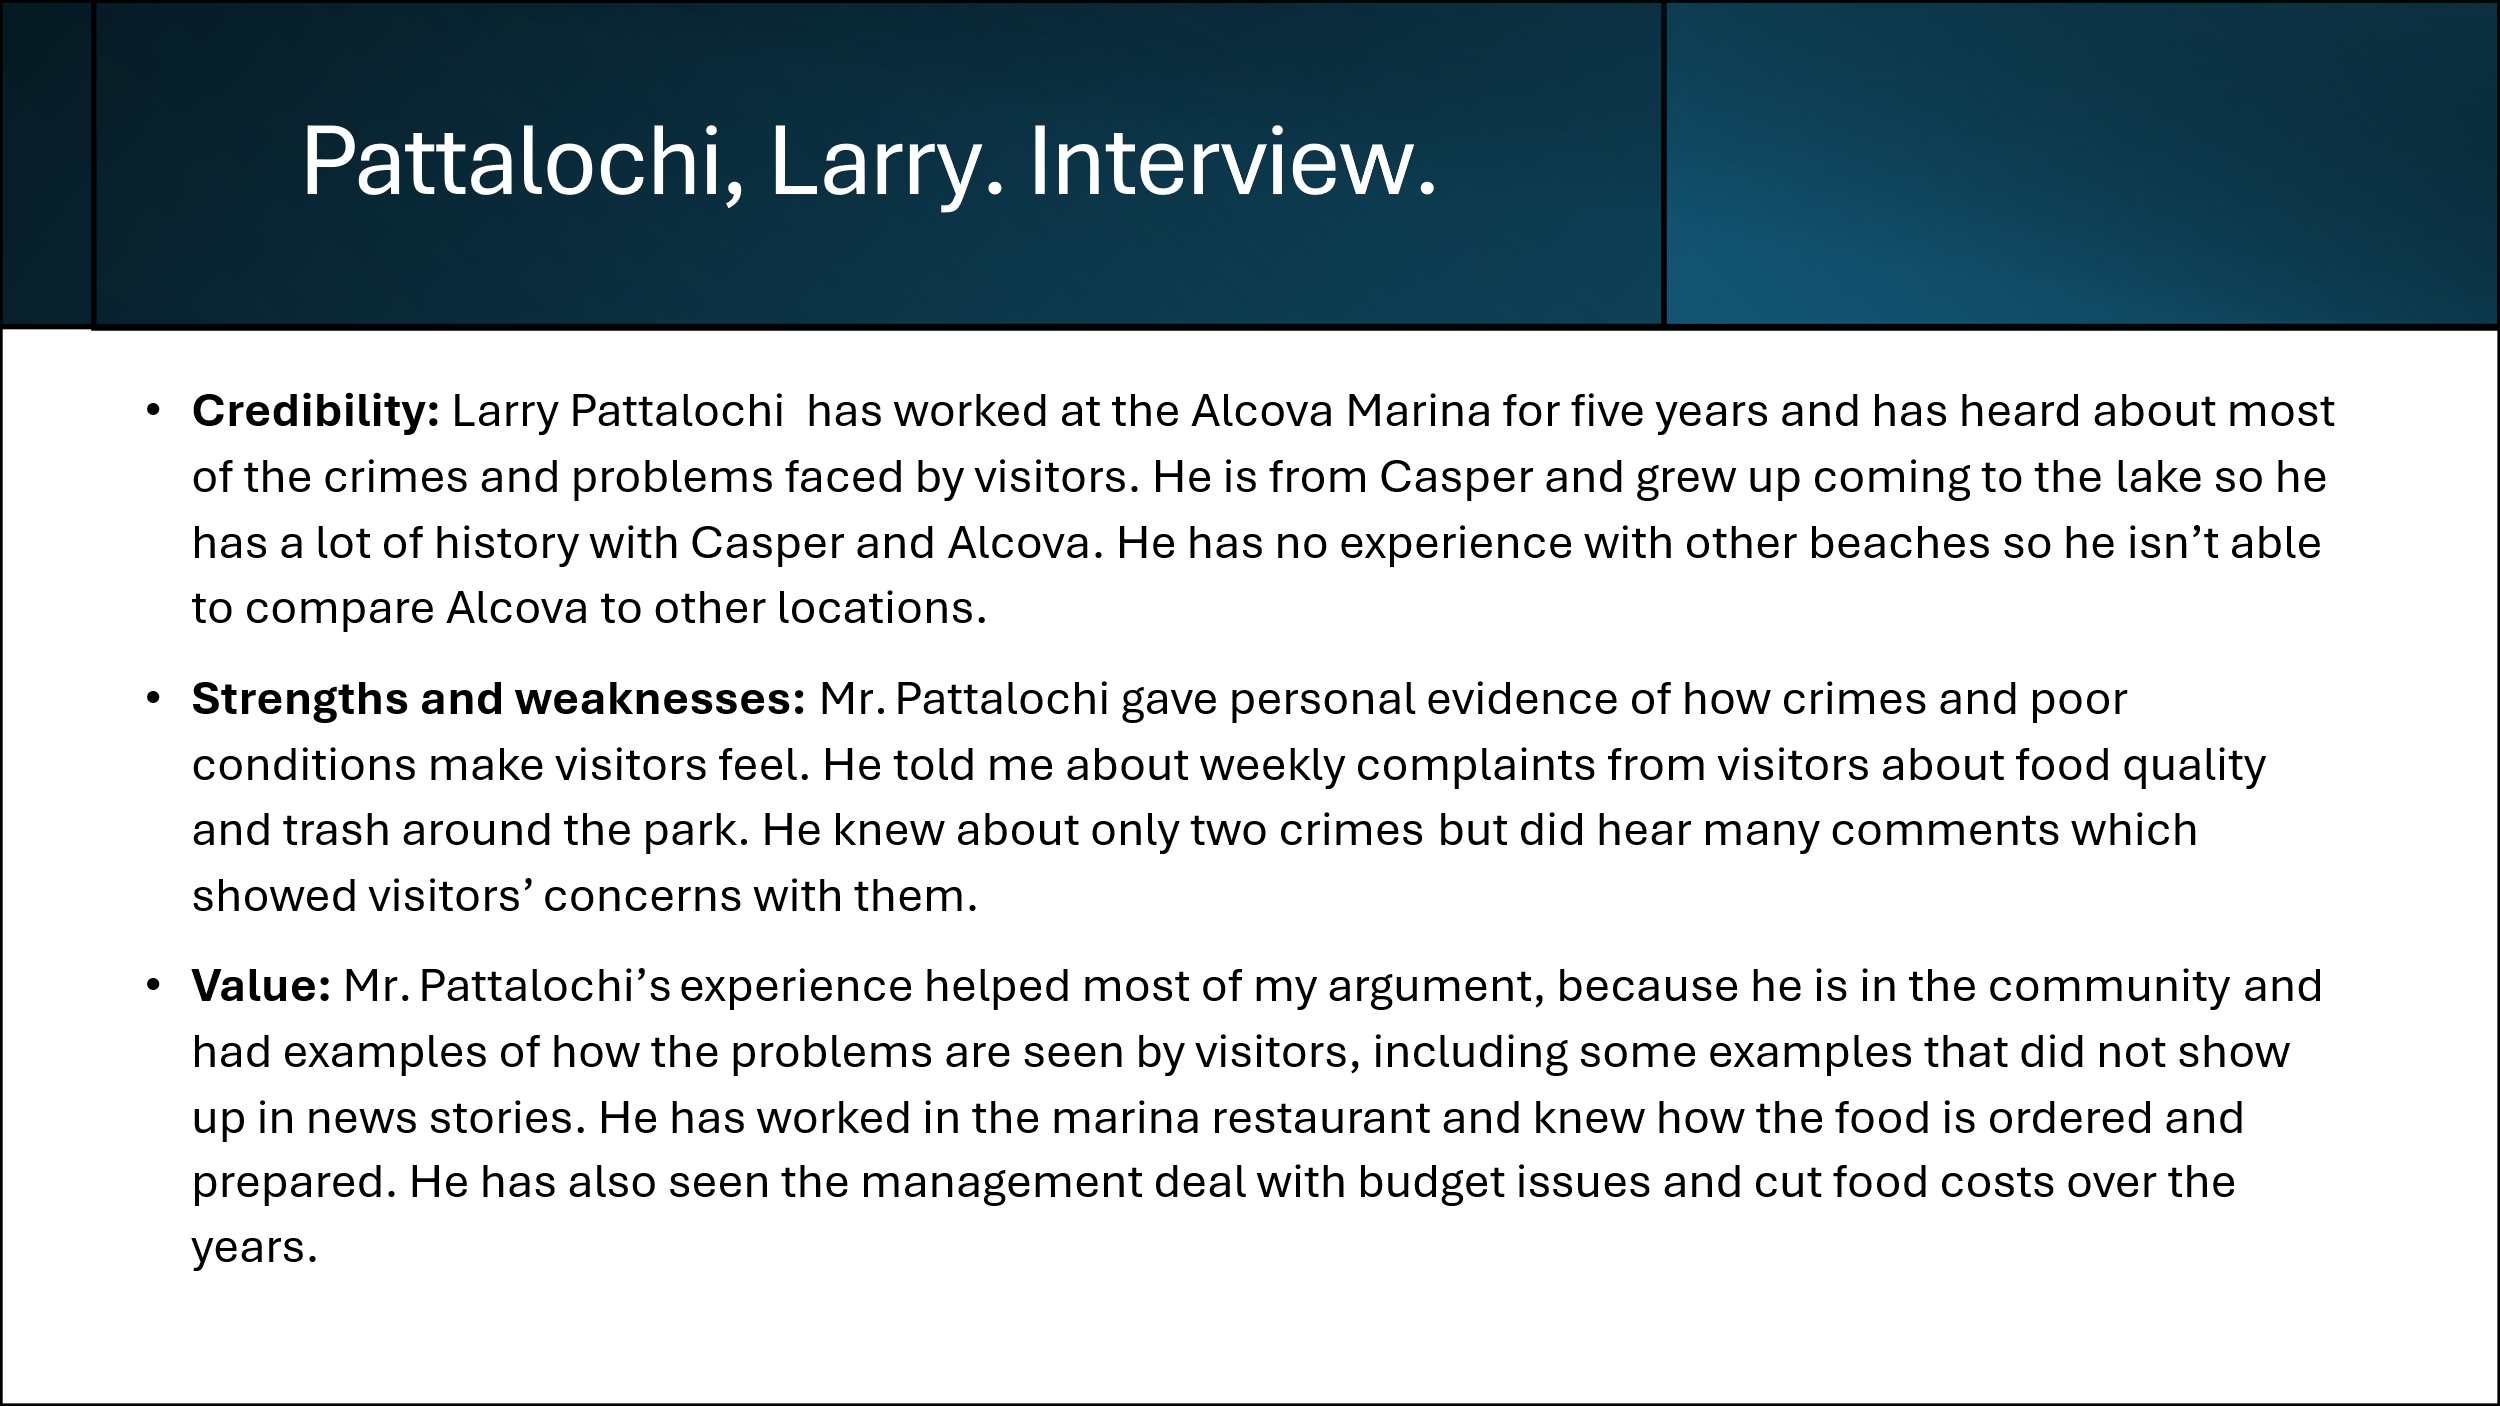 Pattalochi, Larry. Interview.
• Credibility: Larry Pattalochi  has worked at the Alcova Marina for five years and has heard about most
of the crimes and problems faced by visitors. He is from Casper and grew up coming to the lake so he
has a lot of history with Casper and Alcova. He has no experience with other beaches so he isn’t able
to compare Alcova to other locations.
• Strengths and weaknesses: Mr. Pattalochi gave personal evidence of how crimes and poor
conditions make visitors feel. He told me about weekly complaints from visitors about food quality
and trash around the park. He knew about only two crimes but did hear many comments which
showed visitors’ concerns with them.
• Value: Mr. Pattalochi’s experience helped most of my argument, because he is in the community and
had examples of how the problems are seen by visitors, including some examples that did not show
up in news stories. He has worked in the marina restaurant and knew how the food is ordered and
prepared. He has also seen the management deal with budget issues and cut food costs over the
years.